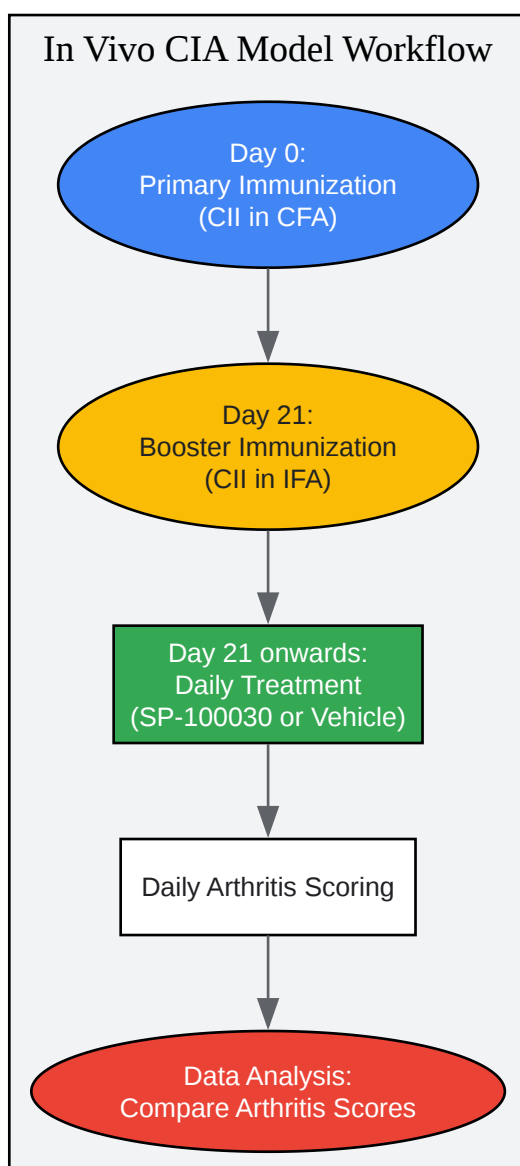 In Vivo CIA Model Workflow
Day 0:
Primary Immunization
(CII in CFA)
Day 21:
Booster Immunization
(CII in IFA)
Day 21 onwards:
Daily Treatment
(SP-100030 or Vehicle)
Daily Arthritis Scoring
Data Analysis:
Compare Arthritis Scores